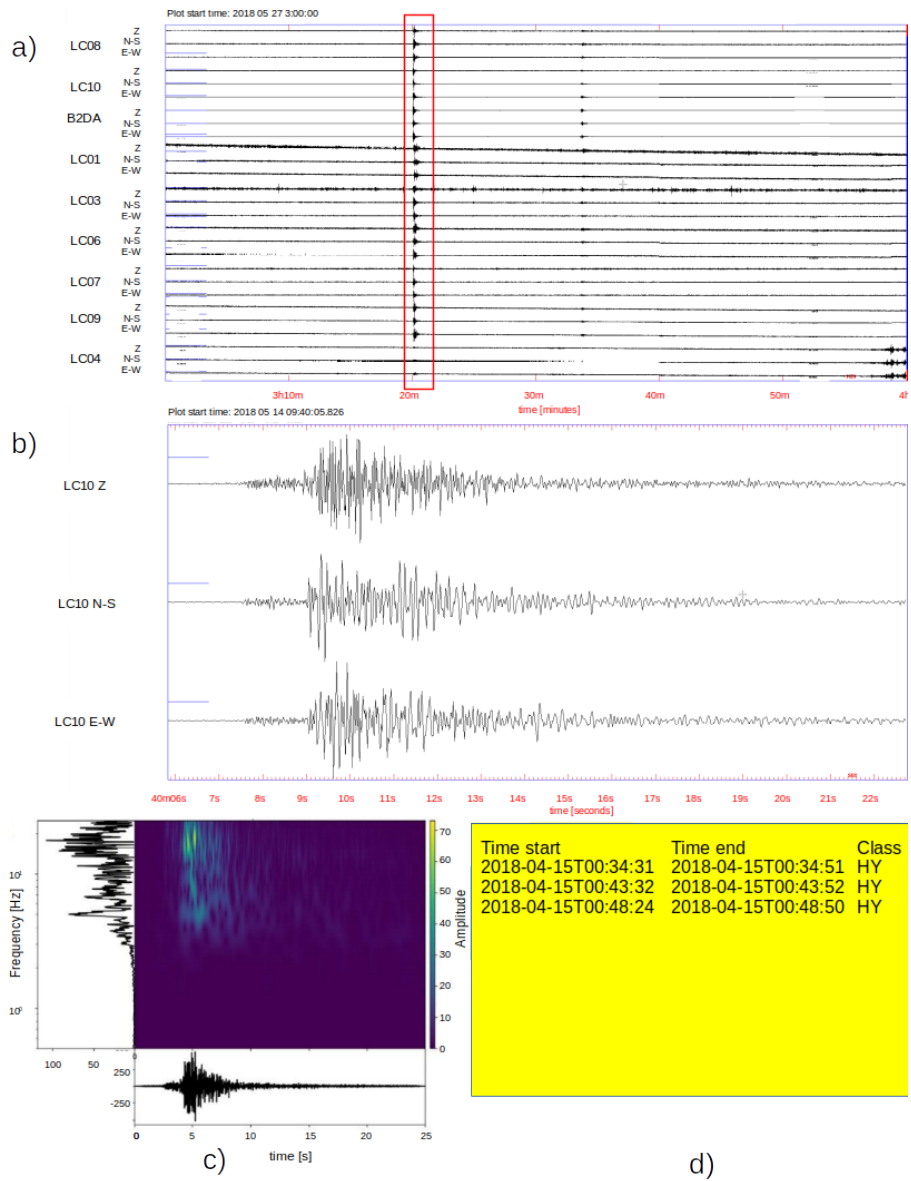 Plot start time: 2018 05 27 3:00:00
a)
LC08 Z N-S E-W
LC10 Z N-S E-W
B2DA Z N-S E-W
LC01 Z N-S E-W
LC03 Z N-S E-W
LC06 Z N-S E-W
LC07 Z N-S E-W
LC09 Z N-S E-W
LC04 Z N-S E-W
3h10m 20m 30m 40m 50m 4h
time [minutes]
Plot start time: 2018 05 14 09:40:05.826
b)
LC10 Z
LC10 N-S
LC10 E-W
40m06s 7s 8s 9s 10s 11s 12s 13s 14s 15s 16s 17s 18s 19s 20s 21s 22s
time [seconds]
Frequency [Hz]
10¹
10⁰
100 50 0
70
60
50
40
30
20
10
0
Amplitude
250
-250
0 5 10 15 20 25
time [s]
c)
Time start Time end Class
2018-04-15T00:34:31 2018-04-15T00:34:51 HY
2018-04-15T00:43:32 2018-04-15T00:43:52 HY
2018-04-15T00:48:24 2018-04-15T00:48:50 HY
d)